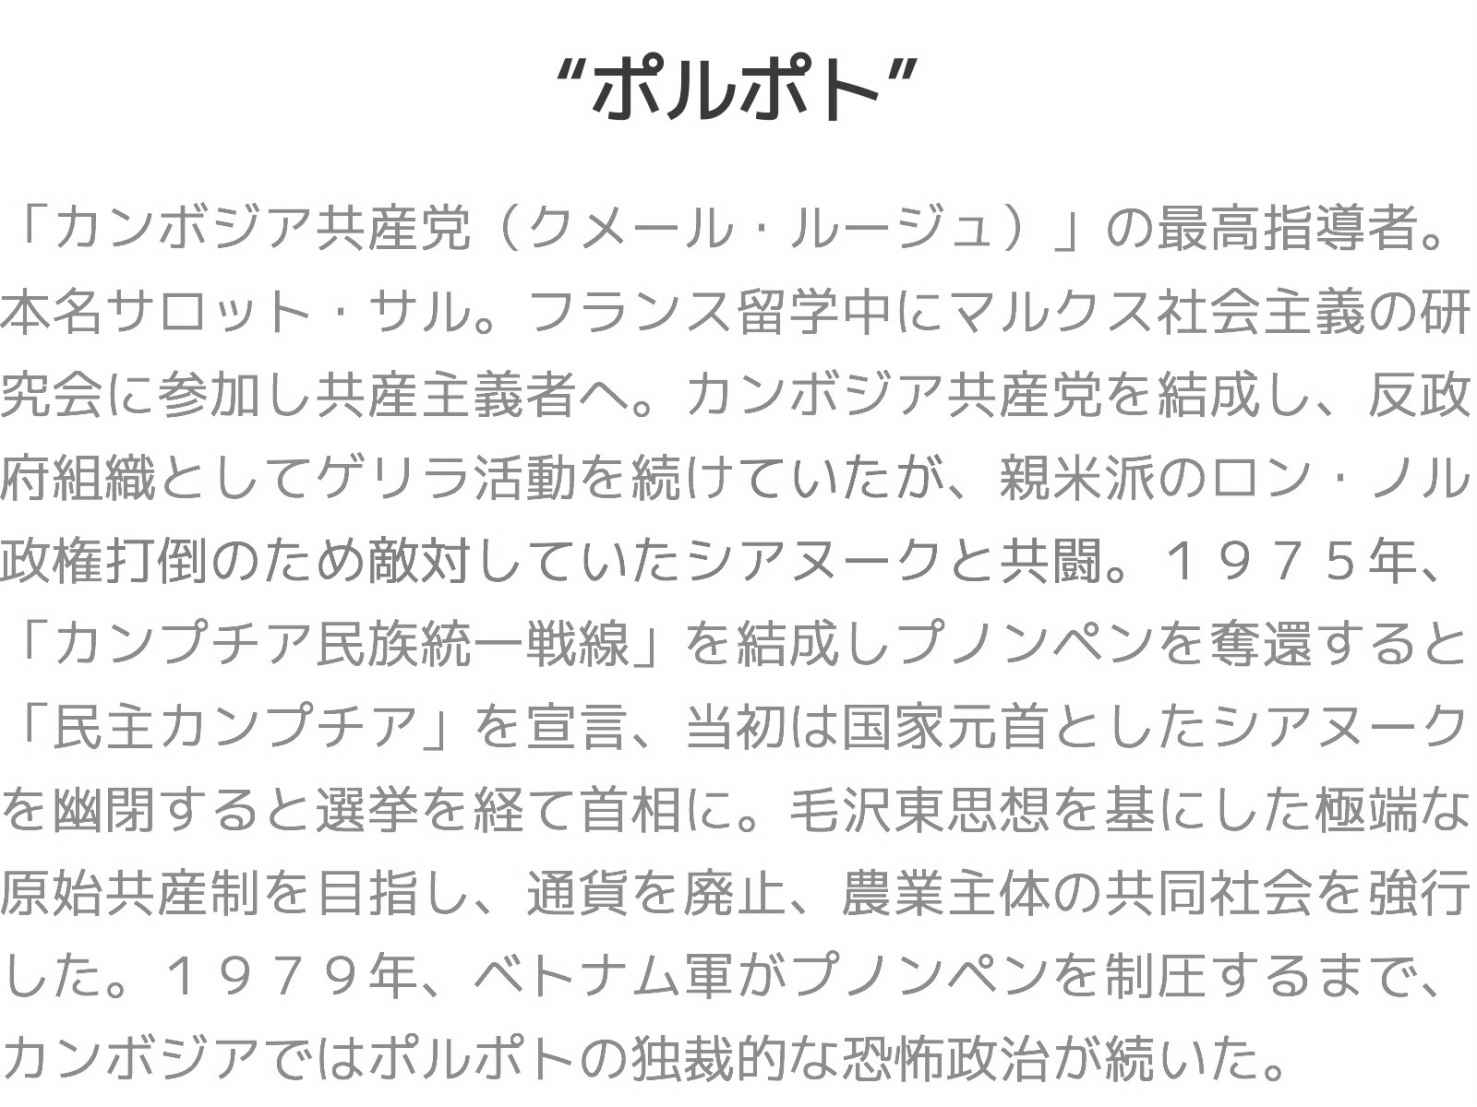 “ポルポト”
「カンボジア共産党（クメール・ルージュ）」の最高指導者。
本名サロット・サル。フランス留学中にマルクス社会主義の研
究会に参加し共産主義者へ。カンボジア共産党を結成し、反政
府組織としてゲリラ活動を続けていたが、親米派のロン・ノル
政権打倒のため敵対していたシアヌークと共闘。１９７５年、
「カンプチア民族統一戦線」を結成しプノンペンを奪還すると
「民主カンプチア」を宣言、当初は国家元首としたシアヌーク
を幽閉すると選挙を経て首相に。毛沢東思想を基にした極端な
原始共産制を目指し、通貨を廃止、農業主体の共同社会を強行
した。１９７９年、ベトナム軍がプノンペンを制圧するまで、
カンボジアではポルポトの独裁的な恐怖政治が続いた。